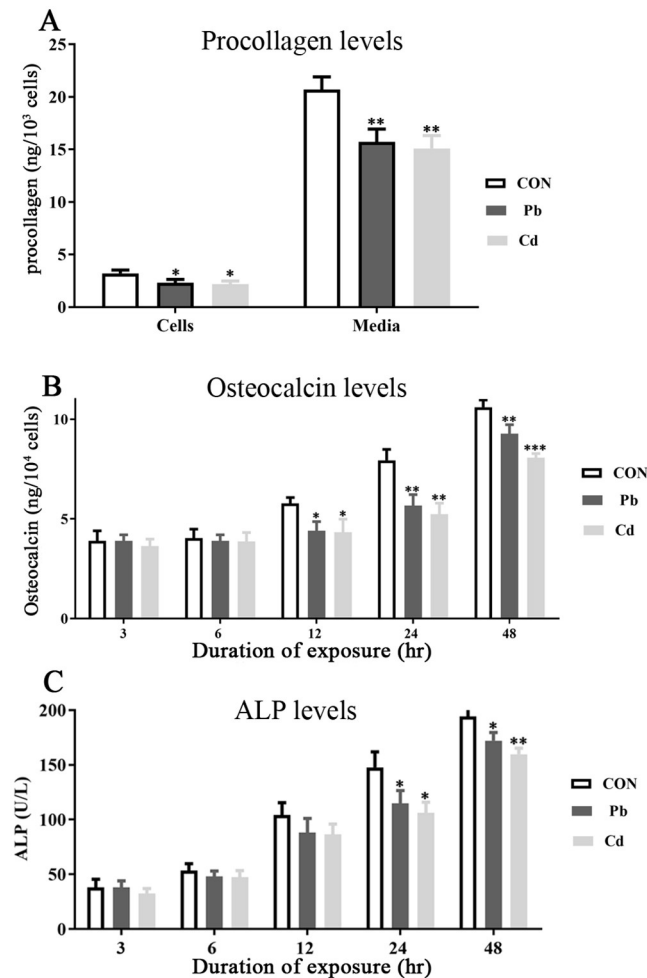 A
Procollagen levels
25
20
15
10
5
0
procollagen (ng/10³ cells)
** **
* *
Cells Media
CON
Pb
Cd
B
Osteocalcin levels
10
5
0
Osteocalcin (ng/10⁴ cells)
* * ** ** ** ***
3 6 12 24 48
Duration of exposure (hr)
CON
Pb
Cd
C
ALP levels
200
150
100
50
0
ALP (U/L)
* * * **
3 6 12 24 48
Duration of exposure (hr)
CON
Pb
Cd